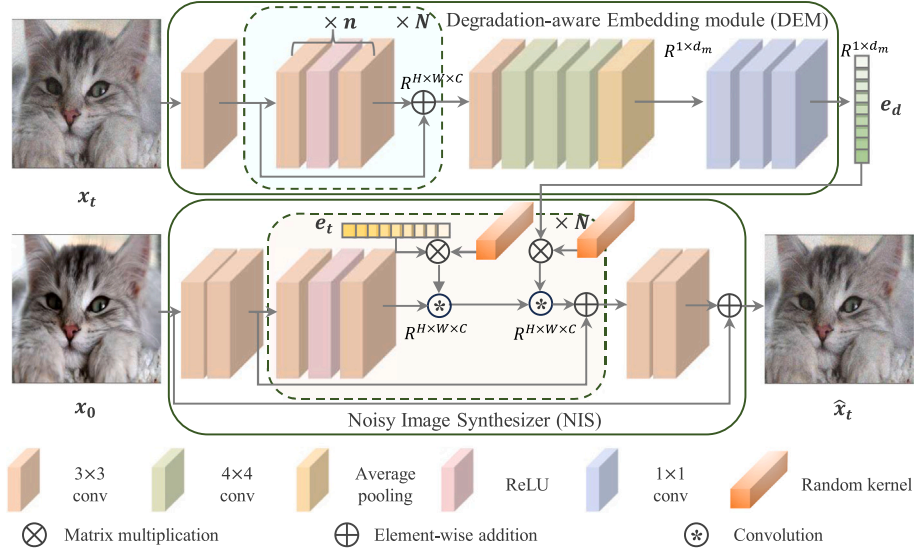 Degradation-aware Embedding module (DEM)
× n
× N
R^{H×W×C}
R^{1×d_m}
R^{1×d_m}
e_d
x_t
e_t
× N
R^{H×W×C}
R^{H×W×C}
x_0
Noisy Image Synthesizer (NIS)
x̂_t
3×3
conv
4×4
conv
Average
pooling
ReLU
1×1
conv
Random kernel
Matrix multiplication
Element-wise addition
Convolution